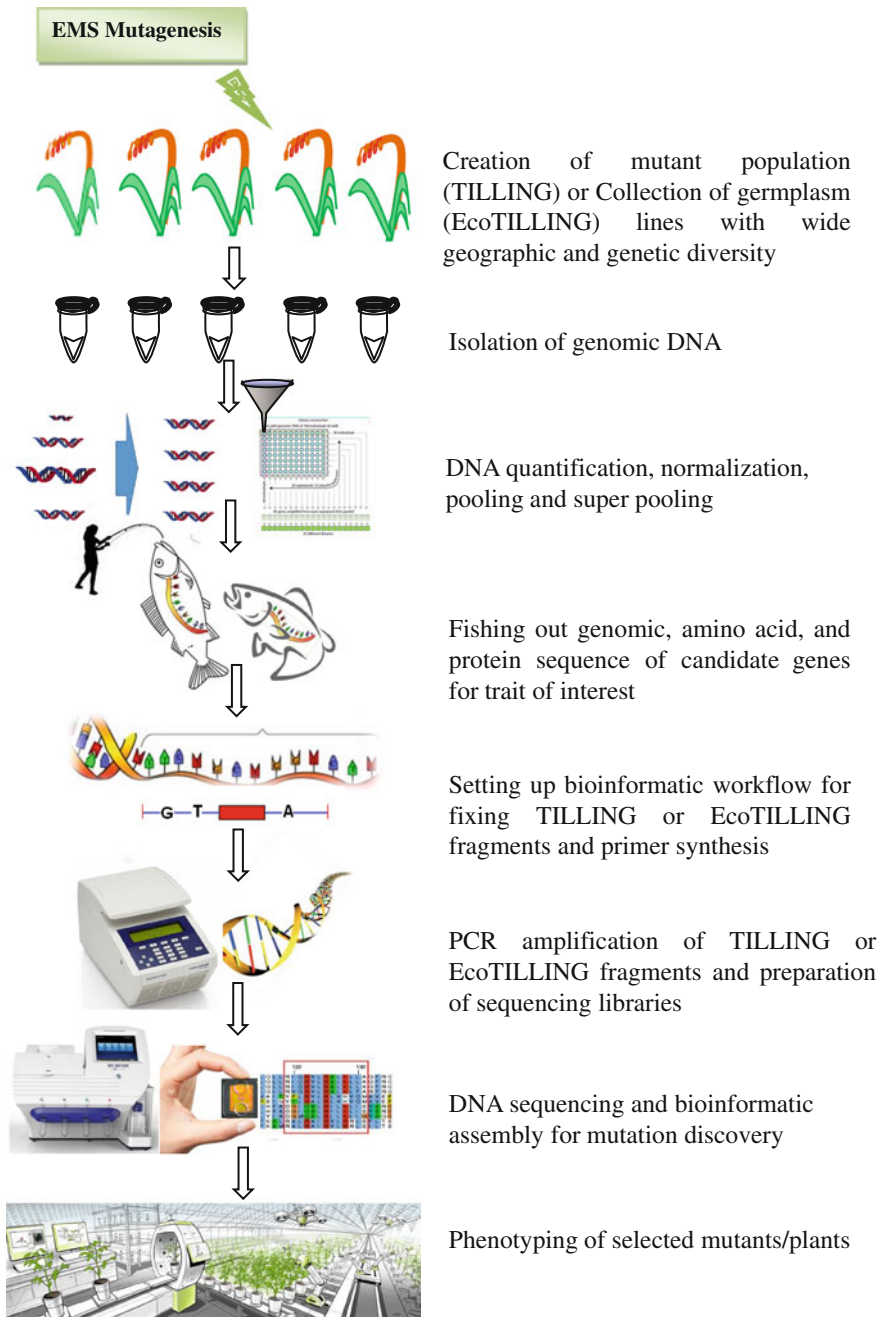 EMS Mutagenesis
Creation of mutant population
(TILLING) or Collection of germplasm
(EcoTILLING) lines with wide
geographic and genetic diversity
Isolation of genomic DNA
DNA quantification, normalization,
pooling and super pooling
Fishing out genomic, amino acid, and
protein sequence of candidate genes
for trait of interest
Setting up bioinformatic workflow for
fixing TILLING or EcoTILLING
fragments and primer synthesis
G T A
PCR amplification of TILLING or
EcoTILLING fragments and preparation
of sequencing libraries
DNA sequencing and bioinformatic
assembly for mutation discovery
Phenotyping of selected mutants/plants